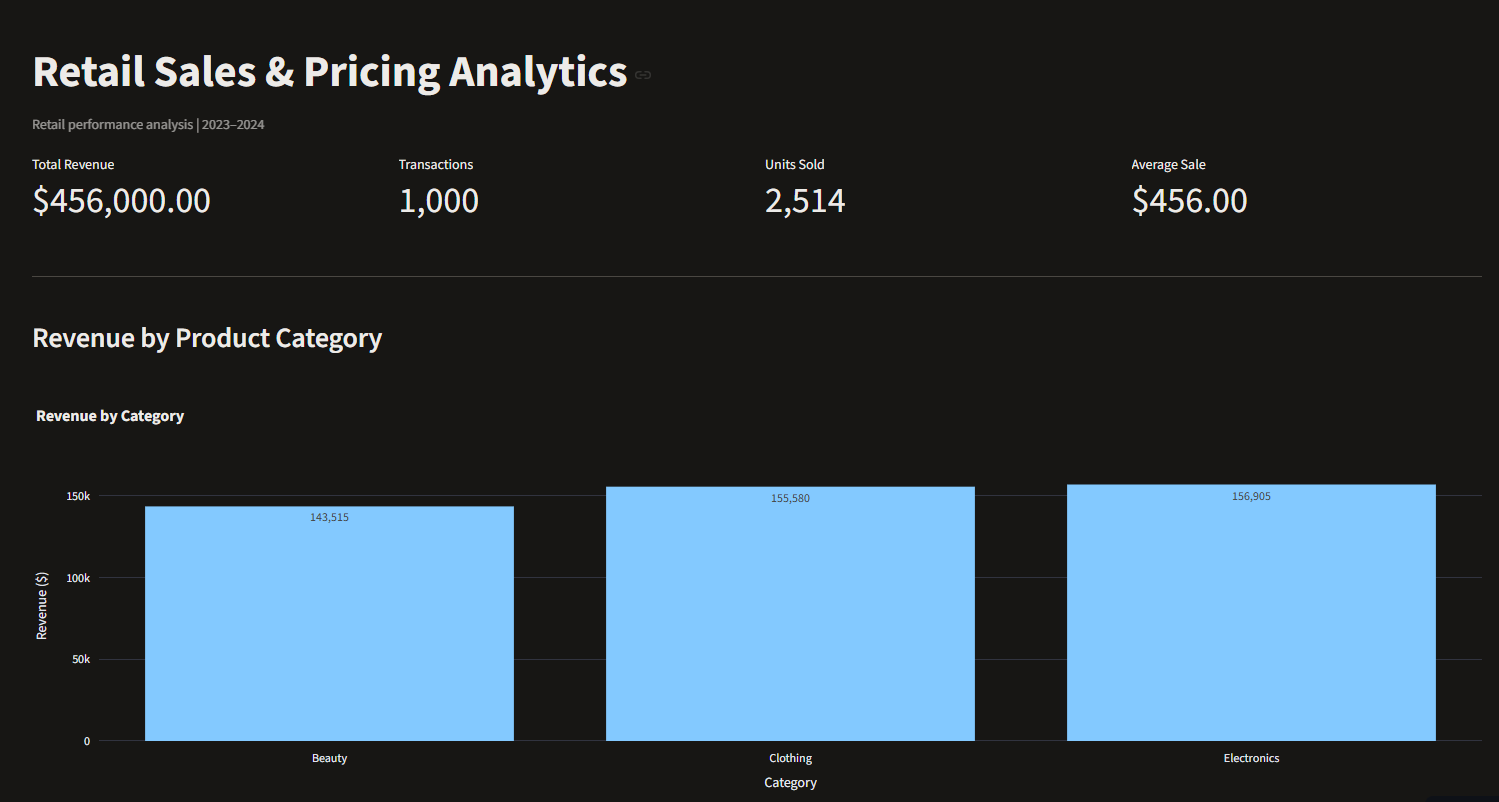 Retail Sales & Pricing Analytics
Retail performance analysis | 2023–2024
Total Revenue
$456,000.00
Transactions
1,000
Units Sold
2,514
Average Sale
$456.00
Revenue by Product Category
Revenue by Category
Revenue ($)
150k
100k
50k
0
143,515
155,580
156,905
Beauty
Clothing
Electronics
Category